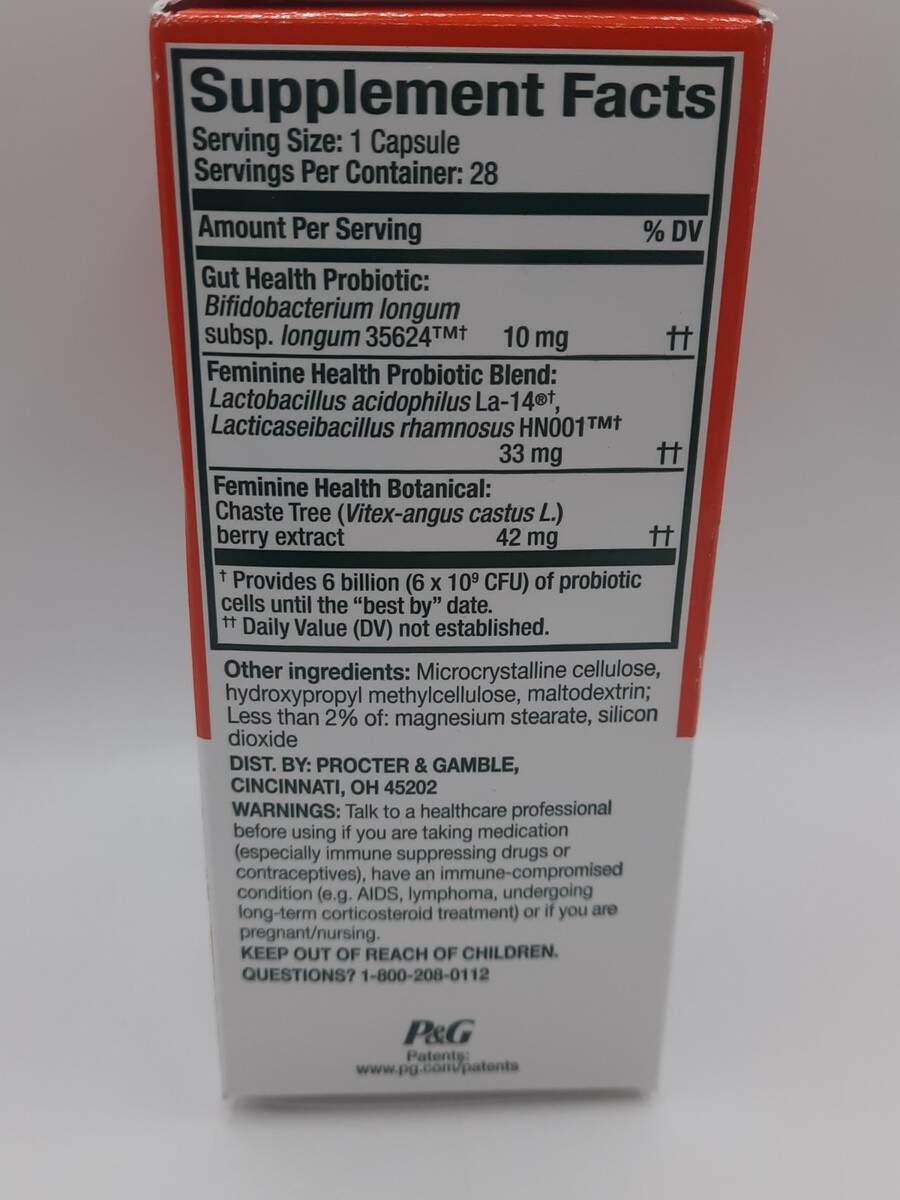 Supplement Facts
Serving Size: 1 Capsule
Servings Per Container: 28
Amount Per Serving % DV
Gut Health Probiotic:
Bifidobacterium longum
subsp. longum 35624™† 10 mg ††
Feminine Health Probiotic Blend:
Lactobacillus acidophilus La-14®†,
Lacticaseibacillus rhamnosus HN001™†
33 mg ††
Feminine Health Botanical:
Chaste Tree (Vitex-angus castus L.)
berry extract 42 mg ††
† Provides 6 billion (6 x 10⁹ CFU) of probiotic
cells until the “best by” date.
†† Daily Value (DV) not established.
Other ingredients: Microcrystalline cellulose,
hydroxypropyl methylcellulose, maltodextrin;
Less than 2% of: magnesium stearate, silicon
dioxide
DIST. BY: PROCTER & GAMBLE,
CINCINNATI, OH 45202
WARNINGS: Talk to a healthcare professional
before using if you are taking medication
(especially immune suppressing drugs or
contraceptives), have an immune-compromised
condition (e.g. AIDS, lymphoma, undergoing
long-term corticosteroid treatment) or if you are
pregnant/nursing.
KEEP OUT OF REACH OF CHILDREN.
QUESTIONS? 1-800-208-0112
P&G
Patents:
www.pg.com/patents